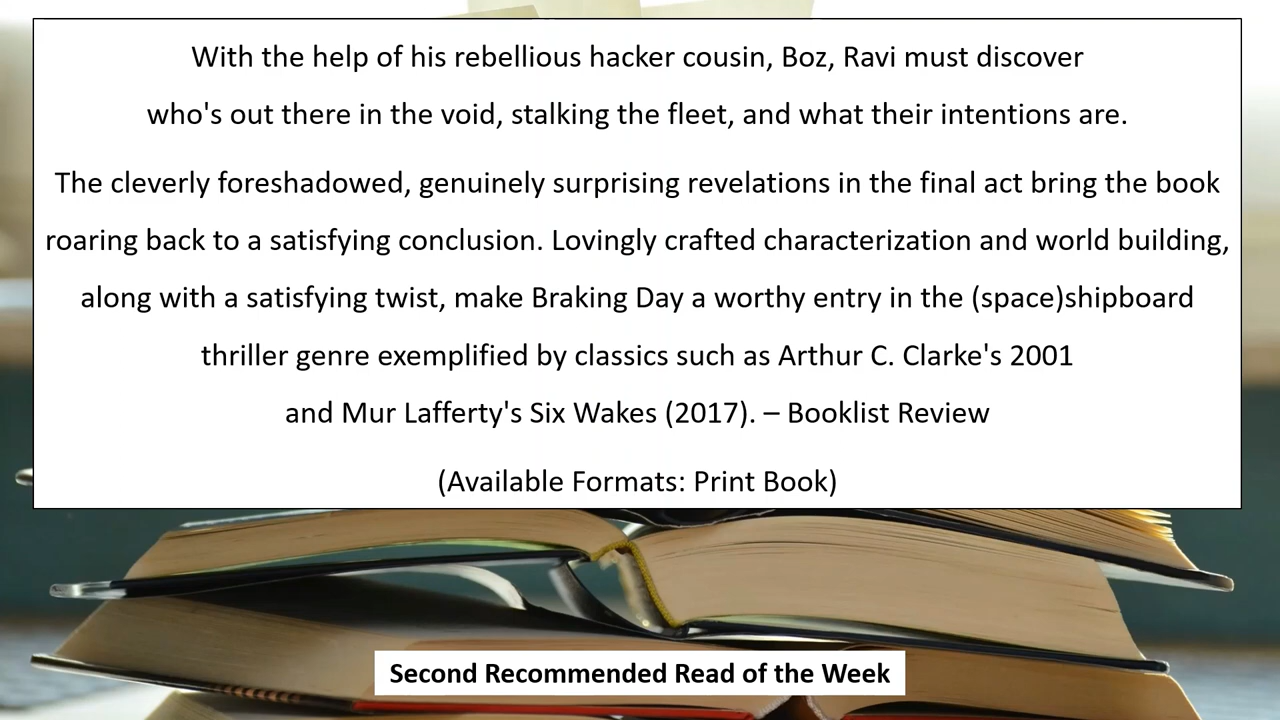 With the help of his rebellious hacker cousin, Boz, Ravi must discover
who's out there in the void, stalking the fleet, and what their intentions are.
The cleverly foreshadowed, genuinely surprising revelations in the final act bring the book
roaring back to a satisfying conclusion. Lovingly crafted characterization and world building,
along with a satisfying twist, make Braking Day a worthy entry in the (space)shipboard
thriller genre exemplified by classics such as Arthur C. Clarke's 2001
and Mur Lafferty's Six Wakes (2017). – Booklist Review
(Available Formats: Print Book)
Second Recommended Read of the Week